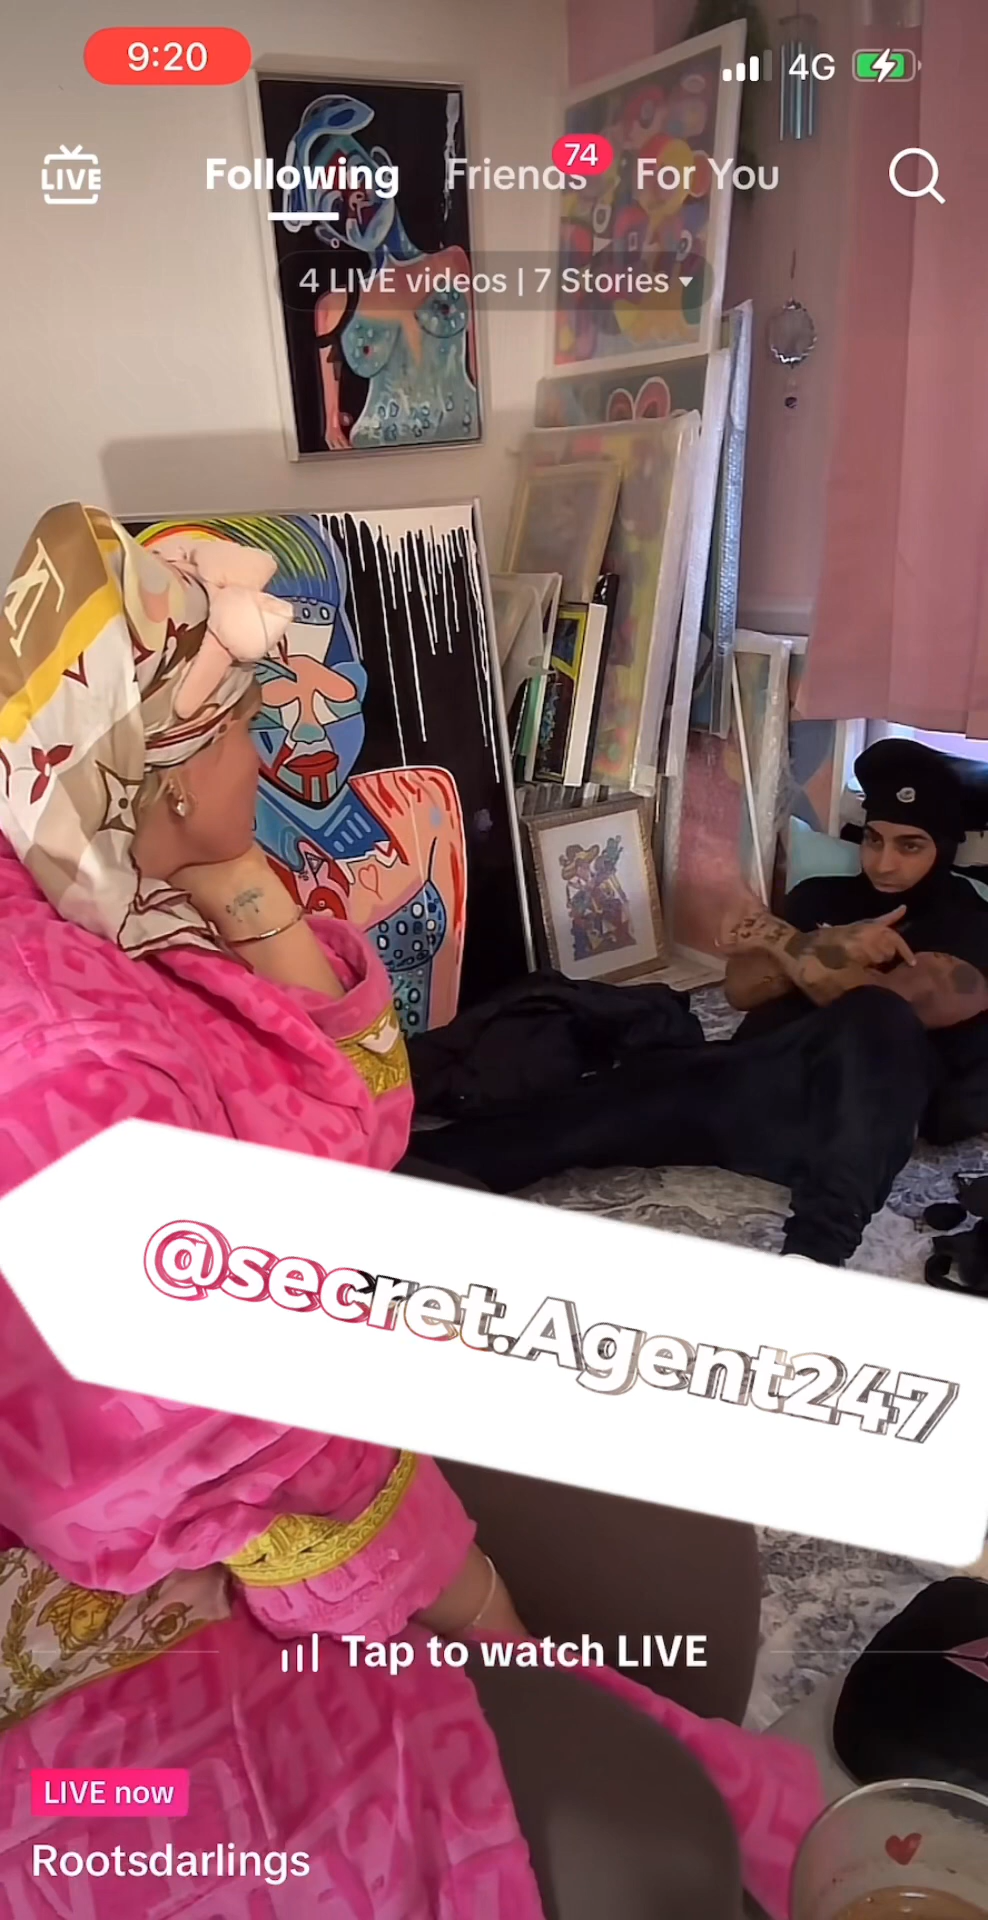 9:20
4G
LIVE
Following
Friends
74
For You
4 LIVE videos | 7 Stories
@secret.Agent247
Tap to watch LIVE
LIVE now
Rootsdarlings